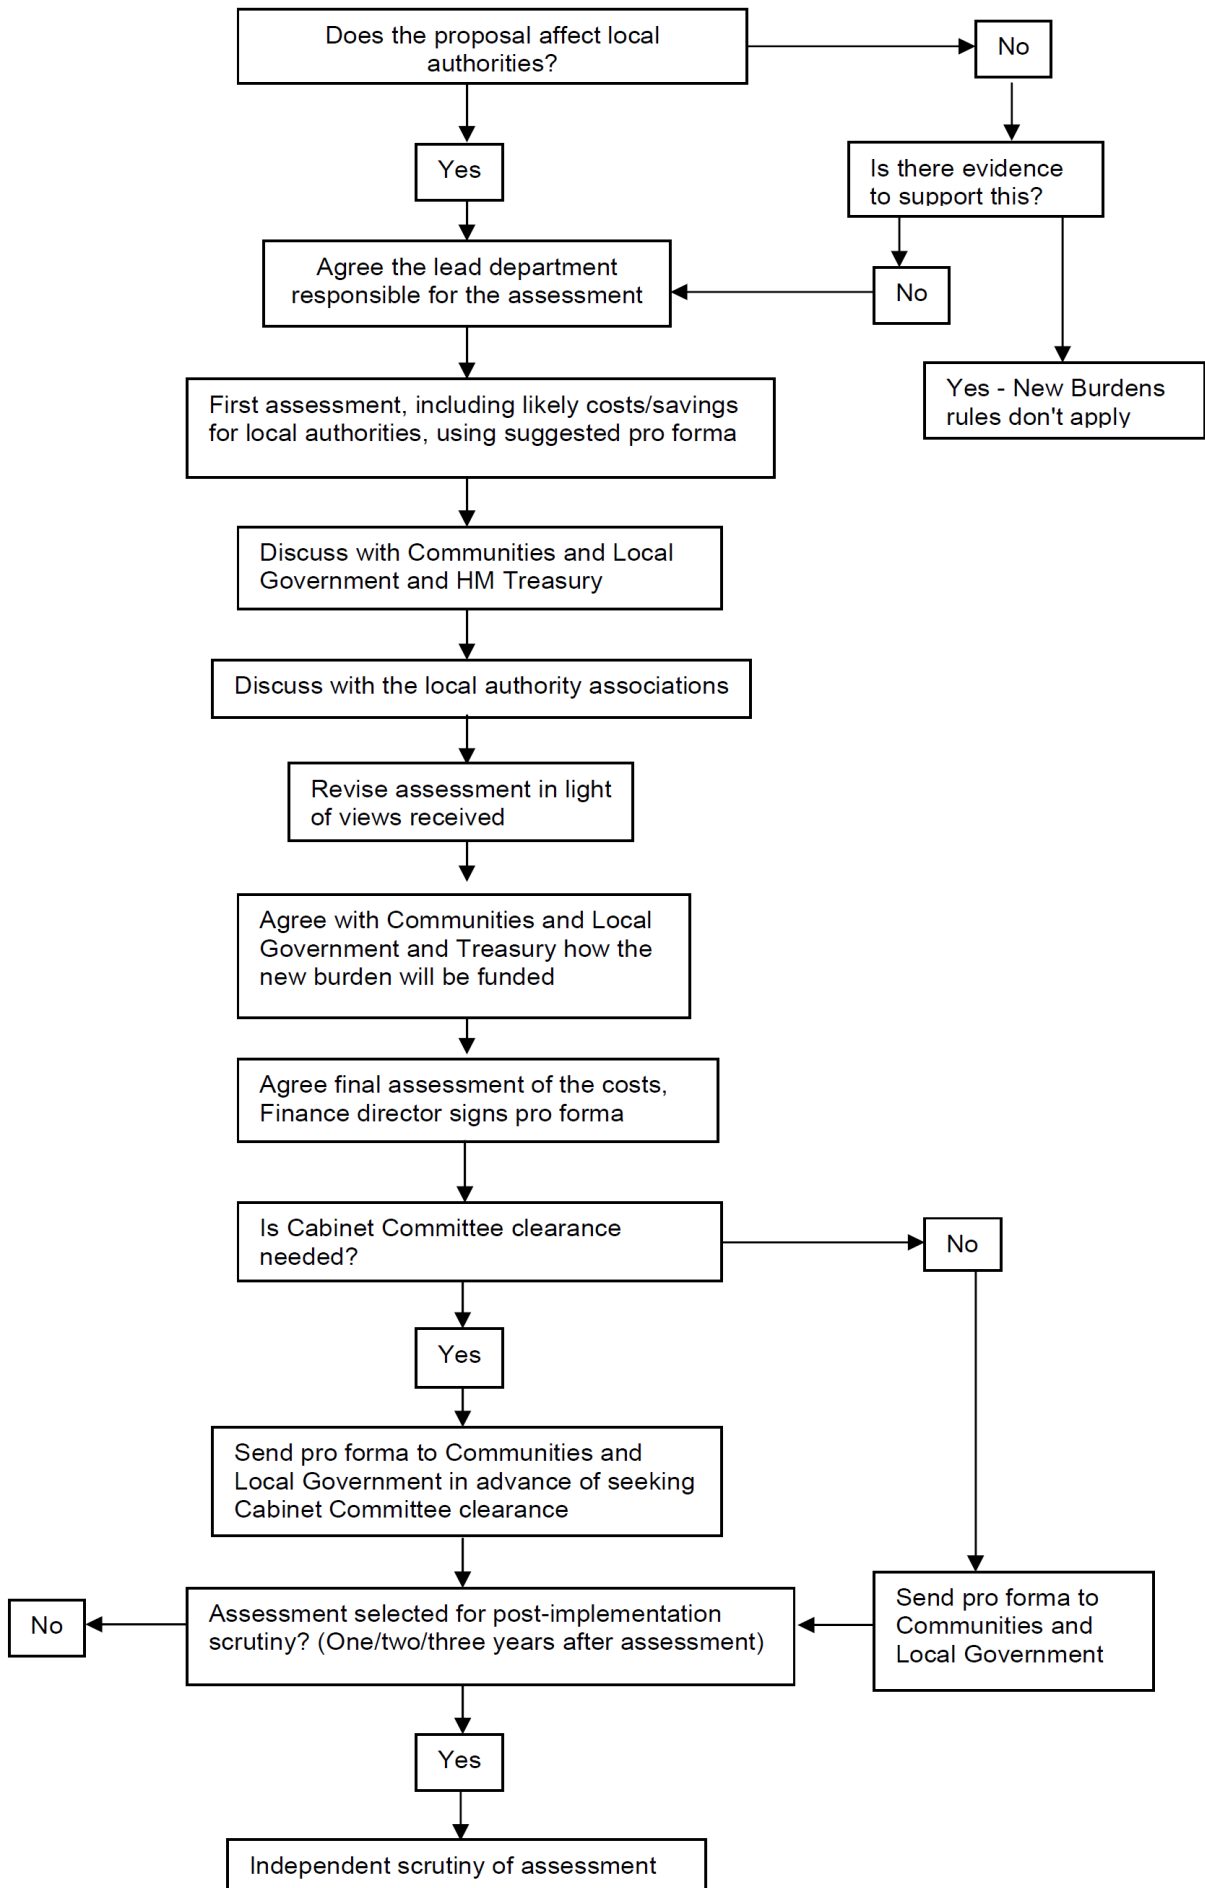 Does the proposal affect local
authorities?
No
Yes
Is there evidence
to support this?
Agree the lead department
responsible for the assessment
No
Yes - New Burdens
rules don't apply
First assessment, including likely costs/savings
for local authorities, using suggested pro forma
Discuss with Communities and Local
Government and HM Treasury
Discuss with the local authority associations
Revise assessment in light
of views received
Agree with Communities and Local
Government and Treasury how the
new burden will be funded
Agree final assessment of the costs,
Finance director signs pro forma
Is Cabinet Committee clearance
needed?
No
Yes
Send pro forma to Communities and
Local Government in advance of seeking
Cabinet Committee clearance
No
Assessment selected for post-implementation
scrutiny? (One/two/three years after assessment)
Send pro forma to
Communities and
Local Government
Yes
Independent scrutiny of assessment